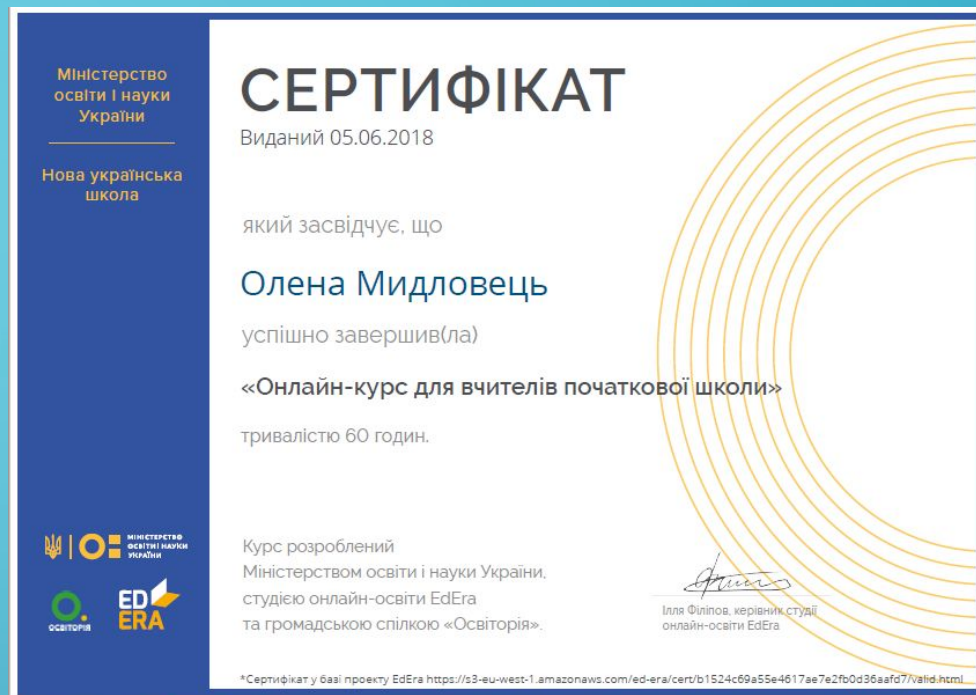 Міністерство
освіти і науки
України
Нова українська
школа
СЕРТИФІКАТ
Виданий 05.06.2018
який засвідчує, що
Олена Мидловець
успішно завершив(ла)
«Онлайн-курс для вчителів початкової школи»
тривалістю 60 годин.
МІНІСТЕРСТВО
ОСВІТИ І НАУКИ
УКРАЇНИ
ОСВІТОРІЯ
ED
ERA
Курс розроблений
Міністерством освіти і науки України,
студією онлайн-освіти EdEra
та громадською спілкою «Освіторія».
Ілля Філіпов, керівник студії
онлайн-освіти EdEra
*Сертифікат у базі проекту EdEra https://s3-eu-west-1.amazonaws.com/ed-era/cert/b1524c69a55e4617ae7e2fb0d36aafd7/valid.html